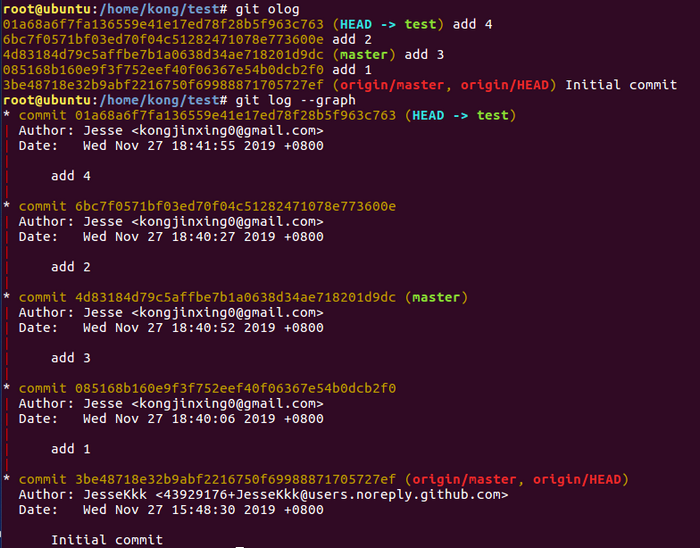 root@ubuntu:/home/kong/test# git olog
01a68a6f7fa136559e41e17ed78f28b5f963c763 (HEAD -> test) add 4
6bc7f0571bf03ed70f04c51282471078e773600e add 2
4d83184d79c5affbe7b1a0638d34ae718201d9dc (master) add 3
085168b160e9f3f752eef40f06367e54b0dcb2f0 add 1
3be48718e32b9abf2216750f69988871705727ef (origin/master, origin/HEAD) Initial commit
root@ubuntu:/home/kong/test# git log --graph
* commit 01a68a6f7fa136559e41e17ed78f28b5f963c763 (HEAD -> test)
| Author: Jesse <kongjinxing0@gmail.com>
| Date:   Wed Nov 27 18:41:55 2019 +0800
|
|     add 4
|
* commit 6bc7f0571bf03ed70f04c51282471078e773600e
| Author: Jesse <kongjinxing0@gmail.com>
| Date:   Wed Nov 27 18:40:27 2019 +0800
|
|     add 2
|
* commit 4d83184d79c5affbe7b1a0638d34ae718201d9dc (master)
| Author: Jesse <kongjinxing0@gmail.com>
| Date:   Wed Nov 27 18:40:52 2019 +0800
|
|     add 3
|
* commit 085168b160e9f3f752eef40f06367e54b0dcb2f0
| Author: Jesse <kongjinxing0@gmail.com>
| Date:   Wed Nov 27 18:40:06 2019 +0800
|
|     add 1
|
* commit 3be48718e32b9abf2216750f69988871705727ef (origin/master, origin/HEAD)
  Author: JesseKkk <43929176+JesseKkk@users.noreply.github.com>
  Date:   Wed Nov 27 15:48:30 2019 +0800

      Initial commit